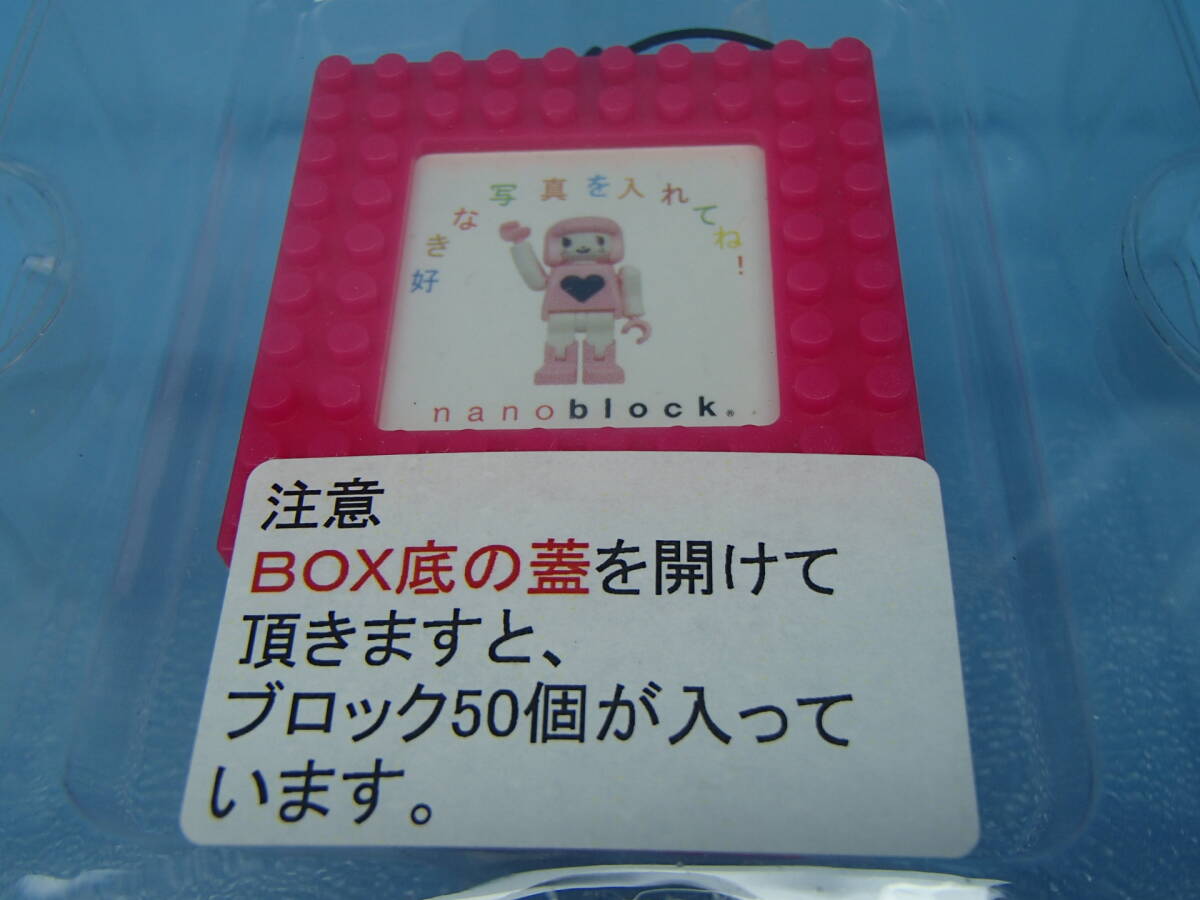 好きな写真を入れてね!
nanoblock®
注意
BOX底の蓋を開けて
頂きますと、
ブロック50個が入って
います。